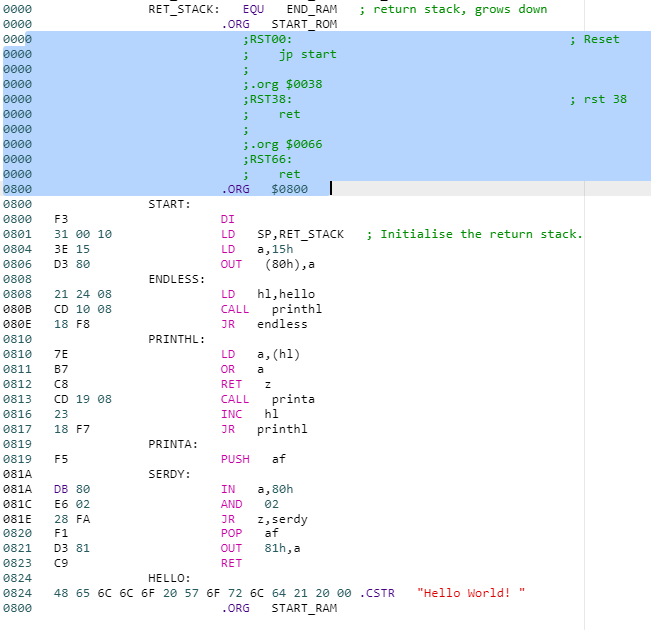 0000 RET_STACK: EQU END_RAM ; return stack, grows down
0000 .ORG START_ROM
0000 ;RST00: ; Reset
0000 ; jp start
0000 ;
0000 ;.org $0038
0000 ;RST38: ; rst 38
0000 ; ret
0000 ;
0000 ;.org $0066
0000 ;RST66:
0000 ; ret
0800 .ORG $0800
0800 START:
0800 F3 DI
0801 31 00 10 LD SP,RET_STACK ; Initialise the return stack.
0804 3E 15 LD a,15h
0806 D3 80 OUT (80h),a
0808 ENDLESS:
0808 21 24 08 LD hl,hello
080B CD 10 08 CALL printhl
080E 18 F8 JR endless
0810 PRINTHL:
0810 7E LD a,(hl)
0811 B7 OR a
0812 C8 RET z
0813 CD 19 08 CALL printa
0816 23 INC hl
0817 18 F7 JR printhl
0819 PRINTA:
0819 F5 PUSH af
081A SERDY:
081A DB 80 IN a,80h
081C E6 02 AND 02
081E 28 FA JR z,serdy
0820 F1 POP af
0821 D3 81 OUT 81h,a
0823 C9 RET
0824 HELLO:
0824 48 65 6C 6C 6F 20 57 6F 72 6C 64 21 20 00 .CSTR "Hello World! "
0800 .ORG START_RAM